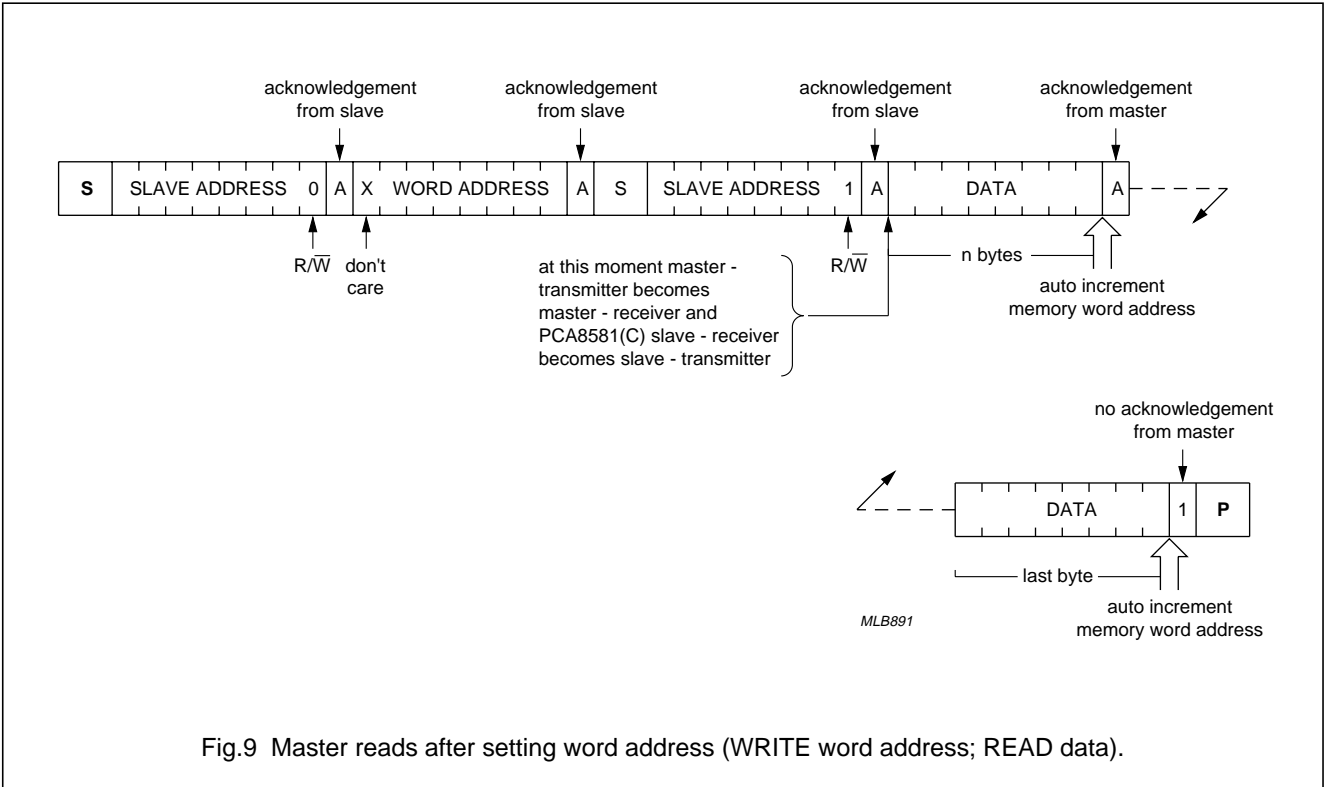 acknowledgement
from slave
acknowledgement
from slave
acknowledgement
from slave
acknowledgement
from master
S SLAVE ADDRESS 0 A X WORD ADDRESS A S SLAVE ADDRESS 1 A DATA A
R/W̅
don't
care
at this moment master -
transmitter becomes
master - receiver and
PCA8581(C) slave - receiver
becomes slave - transmitter
R/W̅
n bytes
auto increment
memory word address
no acknowledgement
from master
DATA 1 P
last byte
auto increment
memory word address
MLB891
Fig.9 Master reads after setting word address (WRITE word address; READ data).